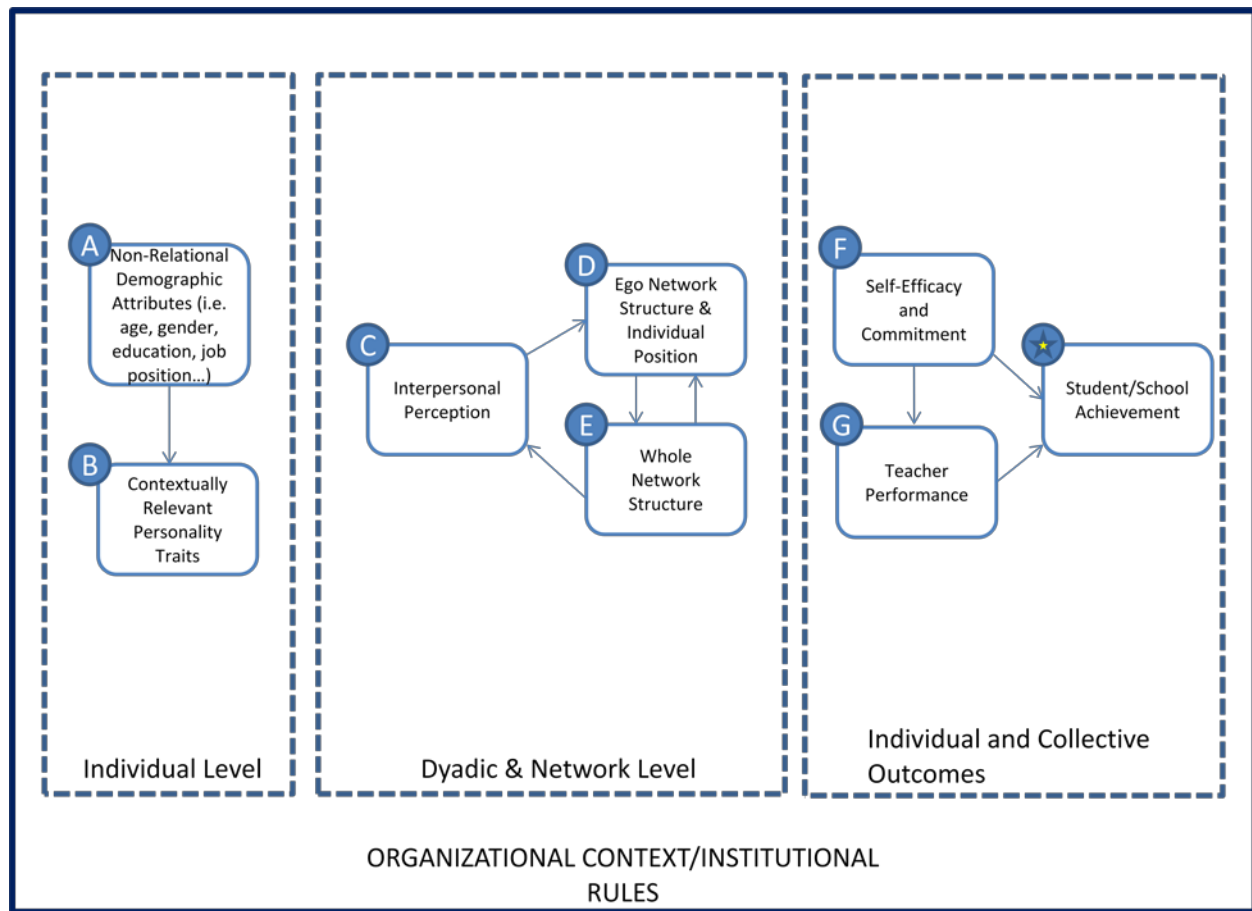 A
Non-Relational
Demographic
Attributes (i.e.
age, gender,
education, job
position...)
B
Contextually
Relevant
Personality
Traits
Individual Level
C
Interpersonal
Perception
D
Ego Network
Structure &
Individual
Position
E
Whole
Network
Structure
Dyadic & Network Level
F
Self-Efficacy
and
Commitment
G
Teacher
Performance
Student/School
Achievement
Individual and Collective
Outcomes
ORGANIZATIONAL CONTEXT/INSTITUTIONAL
RULES